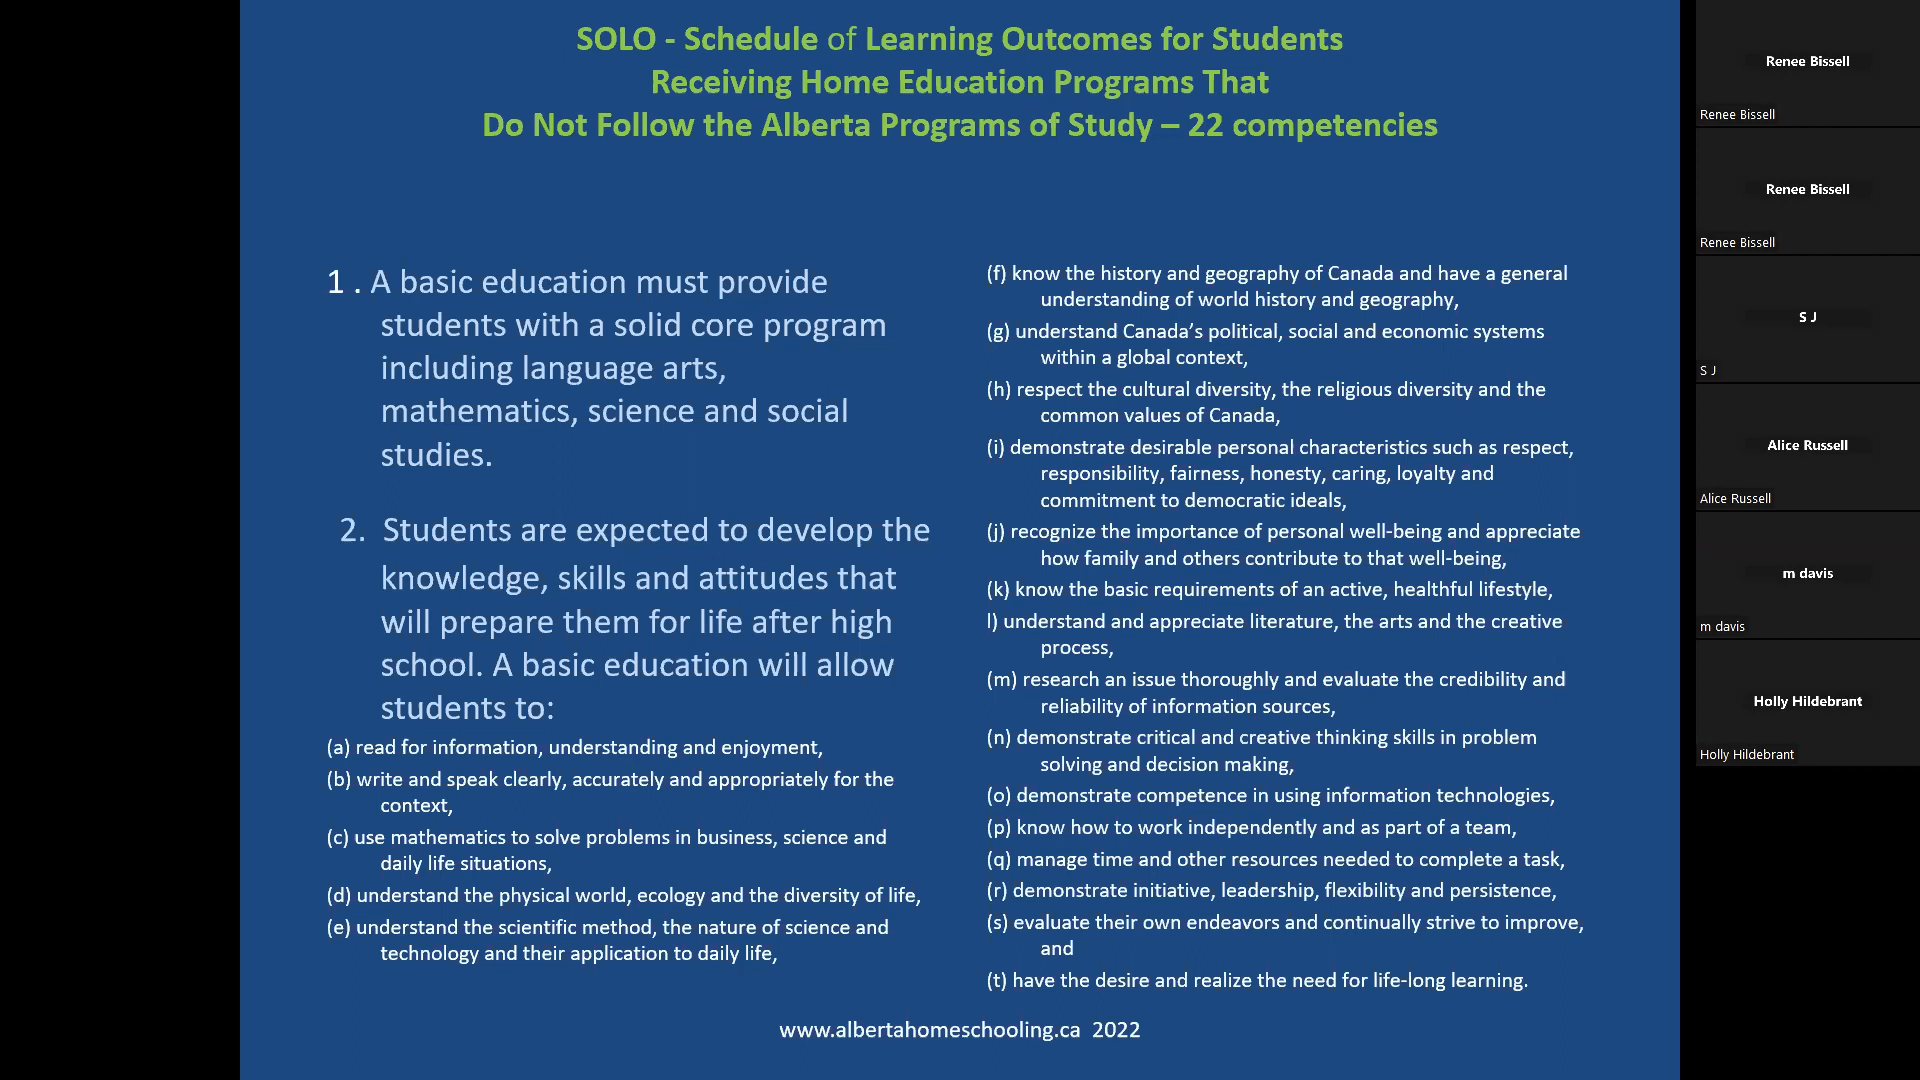 SOLO - Schedule of Learning Outcomes for Students
Receiving Home Education Programs That
Do Not Follow the Alberta Programs of Study – 22 competencies
1 . A basic education must provide
students with a solid core program
including language arts,
mathematics, science and social
studies.
2. Students are expected to develop the
knowledge, skills and attitudes that
will prepare them for life after high
school. A basic education will allow
students to:
(a) read for information, understanding and enjoyment,
(b) write and speak clearly, accurately and appropriately for the
context,
(c) use mathematics to solve problems in business, science and
daily life situations,
(d) understand the physical world, ecology and the diversity of life,
(e) understand the scientific method, the nature of science and
technology and their application to daily life,
(f) know the history and geography of Canada and have a general
understanding of world history and geography,
(g) understand Canada’s political, social and economic systems
within a global context,
(h) respect the cultural diversity, the religious diversity and the
common values of Canada,
(i) demonstrate desirable personal characteristics such as respect,
responsibility, fairness, honesty, caring, loyalty and
commitment to democratic ideals,
(j) recognize the importance of personal well-being and appreciate
how family and others contribute to that well-being,
(k) know the basic requirements of an active, healthful lifestyle,
l) understand and appreciate literature, the arts and the creative
process,
(m) research an issue thoroughly and evaluate the credibility and
reliability of information sources,
(n) demonstrate critical and creative thinking skills in problem
solving and decision making,
(o) demonstrate competence in using information technologies,
(p) know how to work independently and as part of a team,
(q) manage time and other resources needed to complete a task,
(r) demonstrate initiative, leadership, flexibility and persistence,
(s) evaluate their own endeavors and continually strive to improve,
and
(t) have the desire and realize the need for life-long learning.
www.albertahomeschooling.ca 2022
Renee Bissell
Renee Bissell
Renee Bissell
Renee Bissell
S J
S J
Alice Russell
Alice Russell
m davis
m davis
Holly Hildebrant
Holly Hildebrant